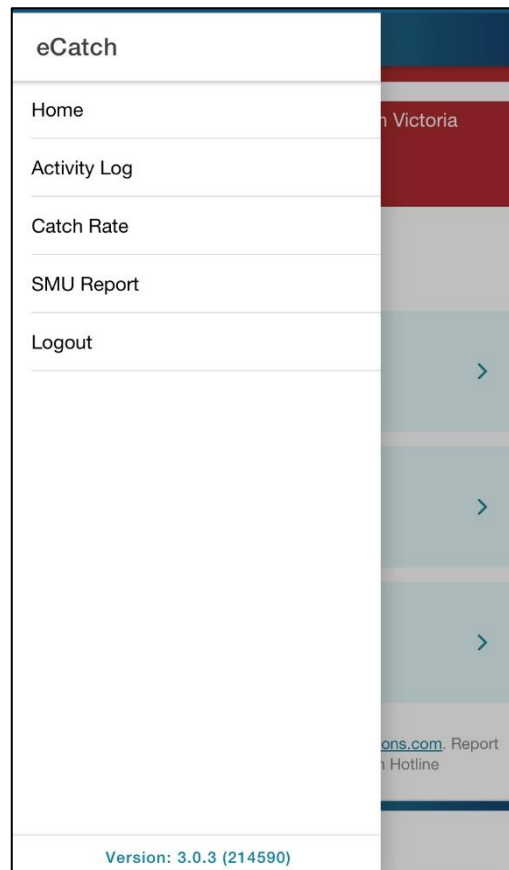 eCatch
Home
n Victoria
Activity Log
Catch Rate
SMU Report
Logout
ons.com. Report
n Hotline
Version: 3.0.3 (214590)